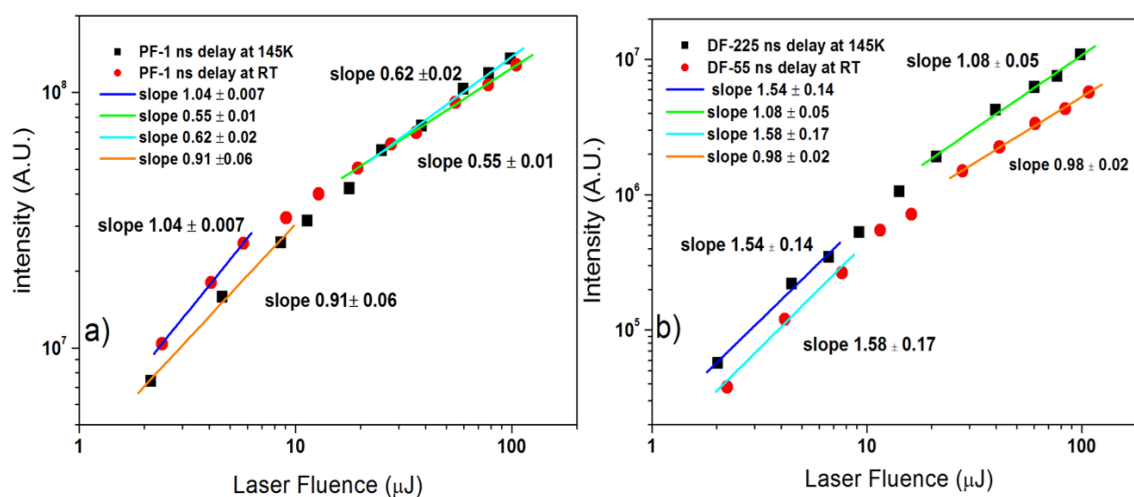 PF-1 ns delay at 145K
PF-1 ns delay at RT
slope 1.04 ± 0.007
slope 0.55 ± 0.01
slope 0.62 ± 0.02
slope 0.91 ±0.06
slope 0.62 ±0.02
slope 0.55 ± 0.01
slope 1.04 ± 0.007
slope 0.91± 0.06
a)
10^8
10^7
intensity (A.U.)
1
10
100
Laser Fluence (μJ)
DF-225 ns delay at 145K
DF-55 ns delay at RT
slope 1.54 ± 0.14
slope 1.08 ± 0.05
slope 1.58 ± 0.17
slope 0.98 ± 0.02
slope 1.08 ± 0.05
slope 0.98 ± 0.02
slope 1.54 ± 0.14
slope 1.58 ± 0.17
b)
10^7
10^6
10^5
Intensity (A.U.)
1
10
100
Laser Fluence (μJ)